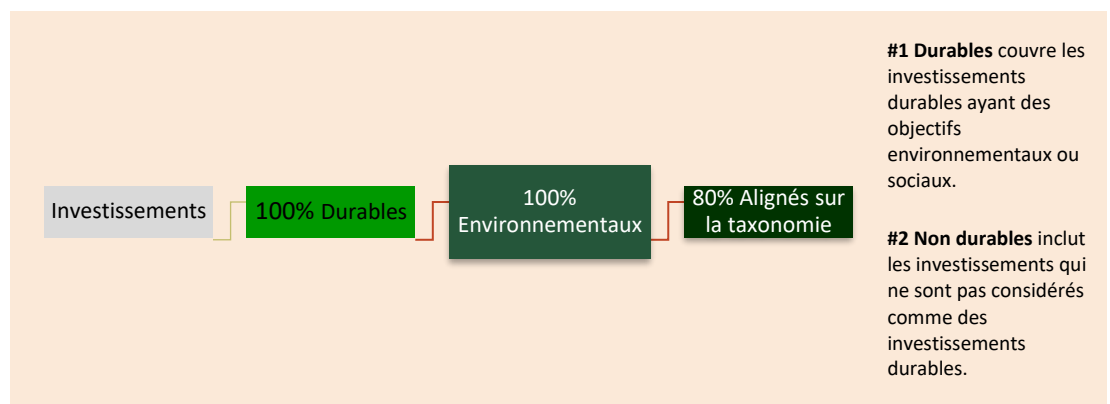 Investissements
100% Durables
100%
Environnementaux
80% Alignés sur
la taxonomie
#1 Durables couvre les
investissements
durables ayant des
objectifs
environnementaux ou
sociaux.
#2 Non durables inclut
les investissements qui
ne sont pas considérés
comme des
investissements
durables.